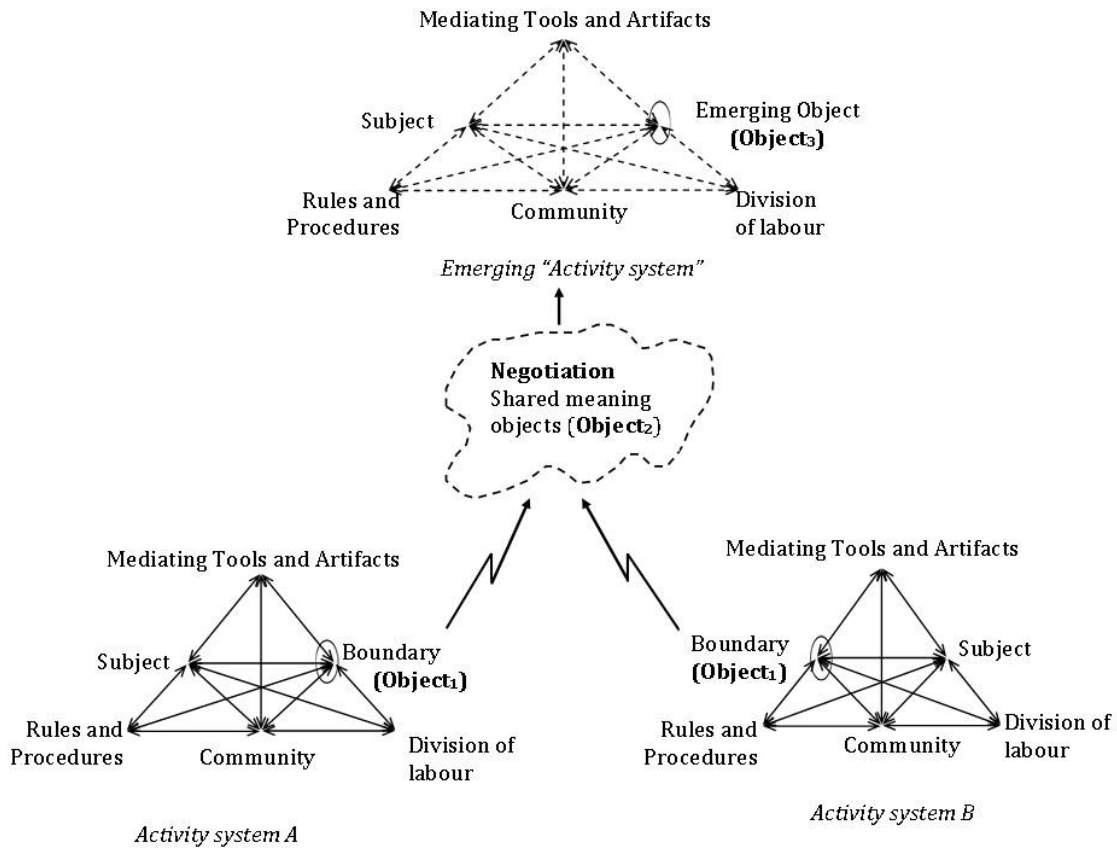 Mediating Tools and Artifacts
Subject
Emerging Object
(Object₃)
Rules and
Procedures
Community
Division
of labour
Emerging “Activity system”
Negotiation
Shared meaning
objects (Object₂)
Mediating Tools and Artifacts
Subject
Boundary
(Object₁)
Rules and
Procedures
Community
Division of
labour
Activity system A
Mediating Tools and Artifacts
Boundary
(Object₁)
Subject
Rules and
Procedures
Community
Division of
labour
Activity system B